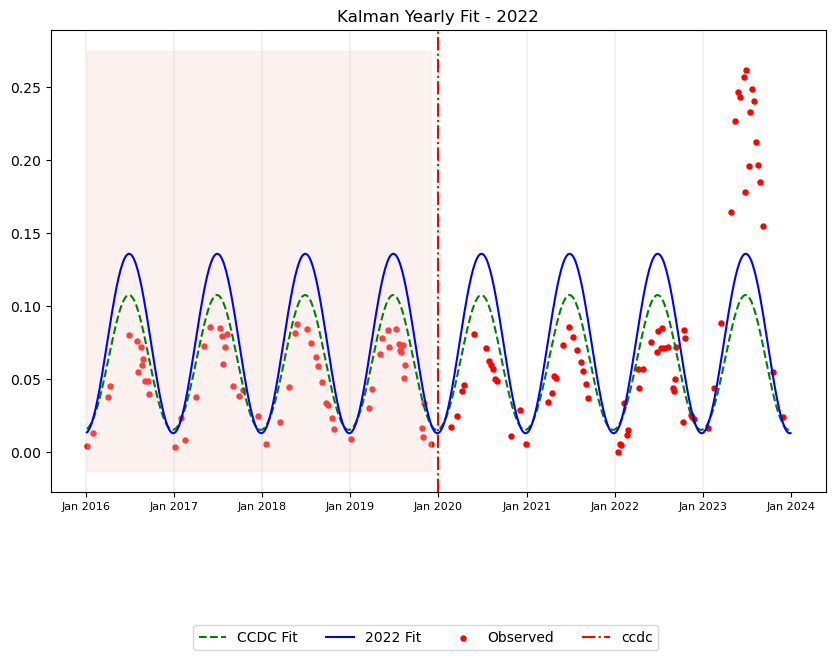 Kalman Yearly Fit - 2022
0.25
0.20
0.15
0.10
0.05
0.00
Jan 2016 Jan 2017 Jan 2018 Jan 2019 Jan 2020 Jan 2021 Jan 2022 Jan 2023 Jan 2024
CCDC Fit 2022 Fit Observed ccdc